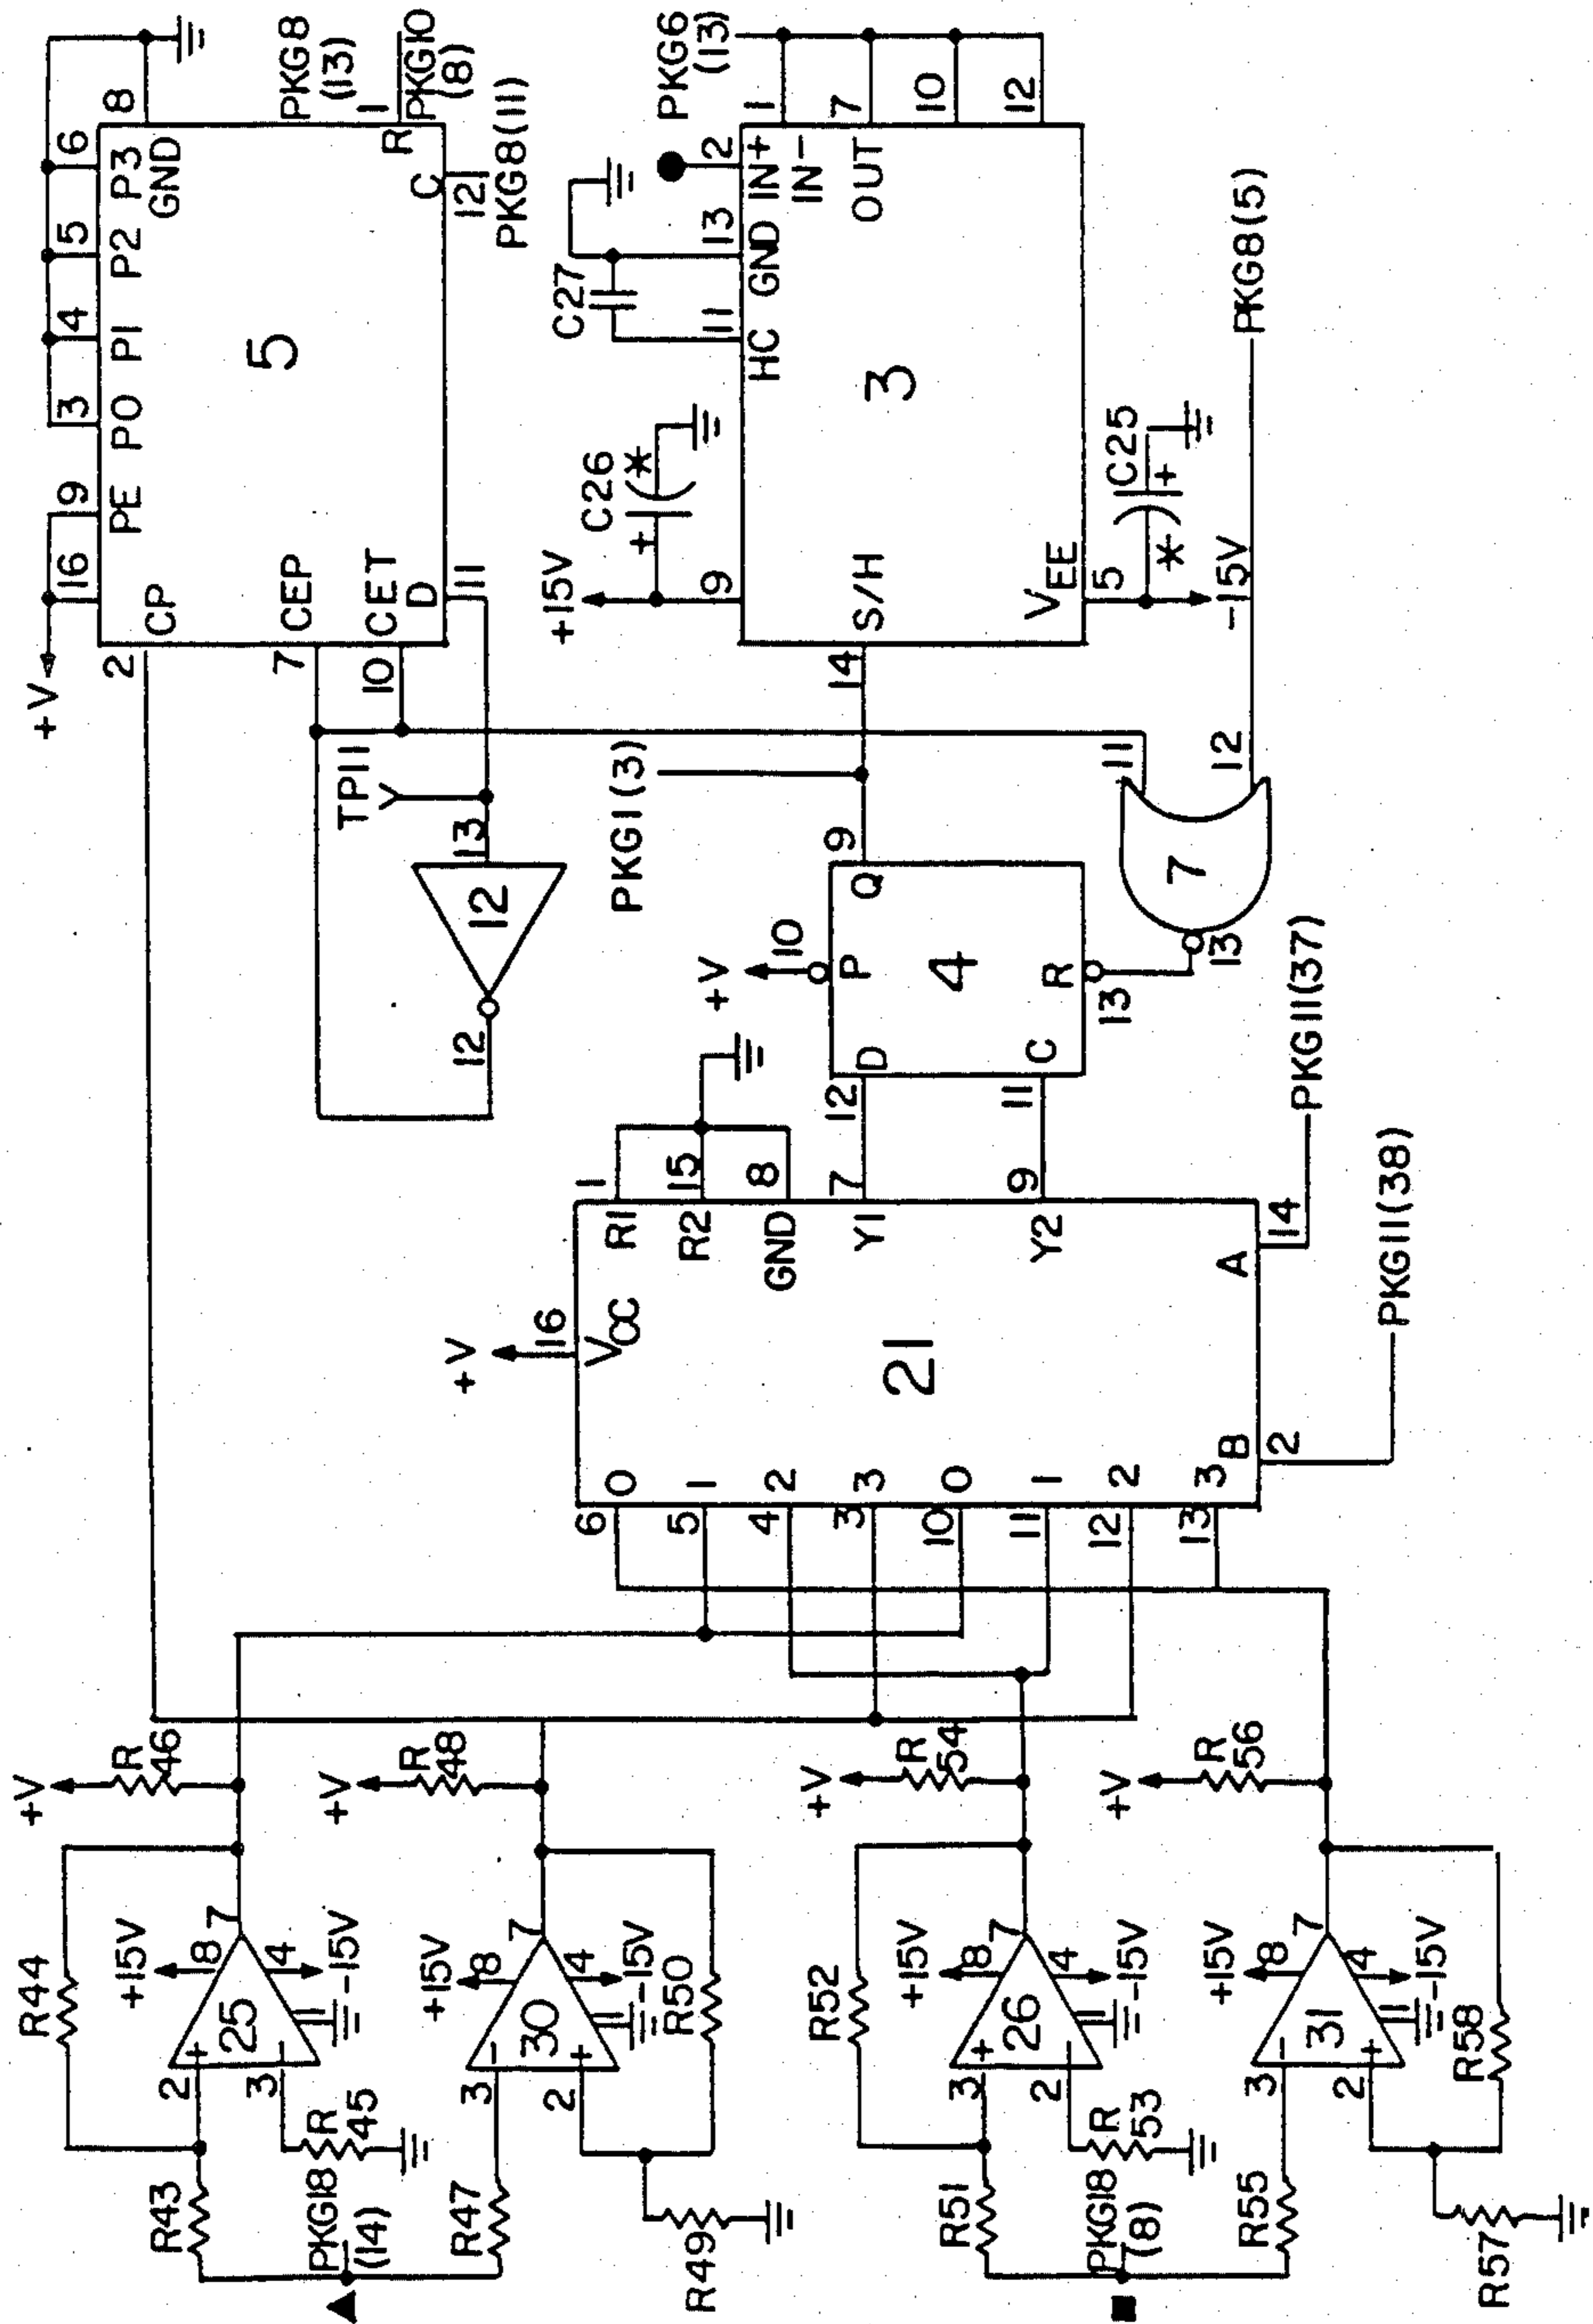 +V
16
9
3
4
5
6
8
PE
P0
P1
P2
P3
GND
2
CP
5
7
CEP
10
CET
D
11
C
12
PKG8(11)
R
1
PKG8
(13)
PKG10
(8)
TP11
13
12
12
PKG1(3)
+15V
C26
*
+
C27
PKG6
(13)
9
11
13
2
HC
GND
IN+
IN-
OUT
1
7
10
12
3
14
S/H
VEE
5
C25
+
*
-15V
PKG8(5)
11
12
7
13
+V
10
P
D
12
Q
9
4
C
11
R
13
+V
16
VCC
R1
1
R2
15
GND
8
Y1
7
Y2
9
21
A
14
PKG11(37)
B
2
PKG11(38)
6
0
5
1
4
2
3
3
10
0
11
1
12
2
13
3
+V
R
46
R44
+15V
8
7
4
-15V
1
25
+
-
2
3
R43
R
45
PKG18
(14)
+V
R
48
+15V
8
7
4
-15V
1
30
-
+
3
2
R47
R50
R49
+V
R
54
R52
+15V
8
7
4
-15V
1
26
+
-
3
2
R51
R
53
PKG18
(8)
+V
R
56
+15V
8
7
4
-15V
1
31
-
+
3
2
R55
R58
R57